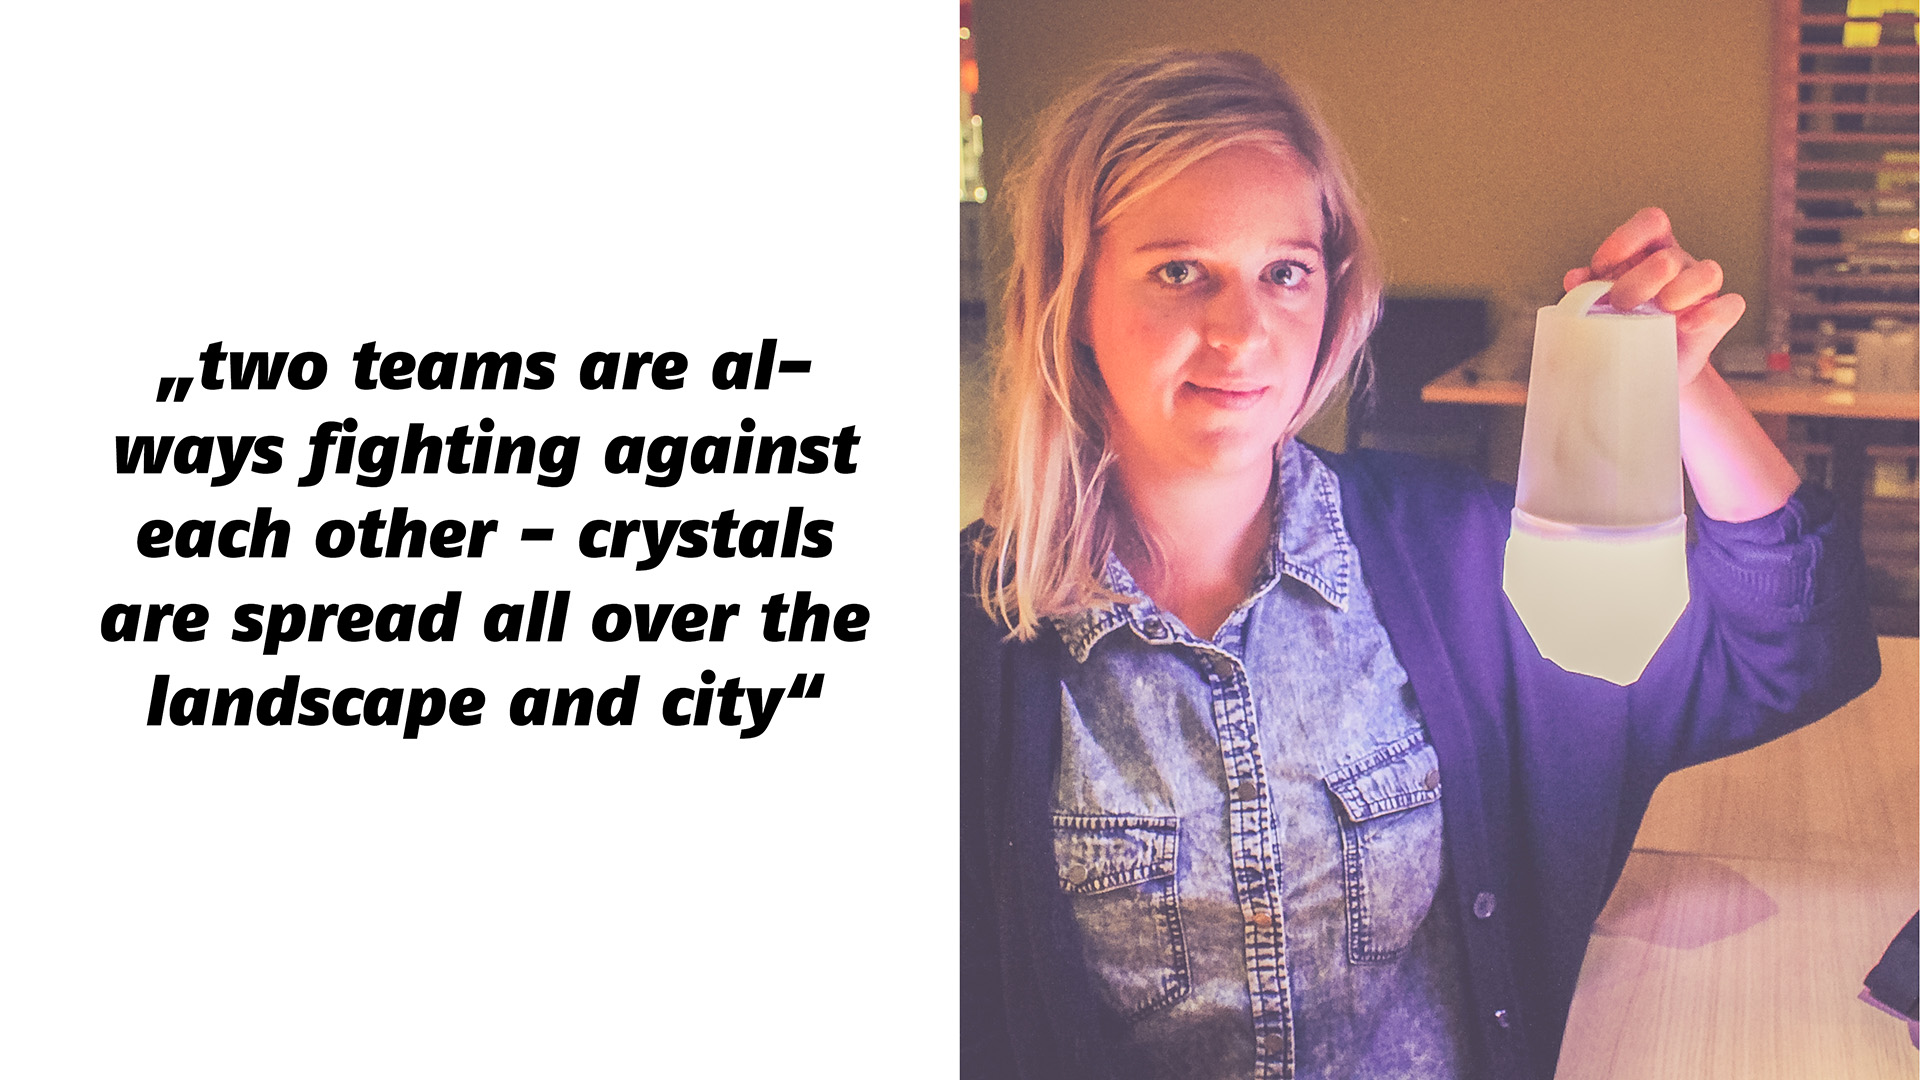 „two teams are al-
ways fighting against
each other - crystals
are spread all over the
landscape and city“